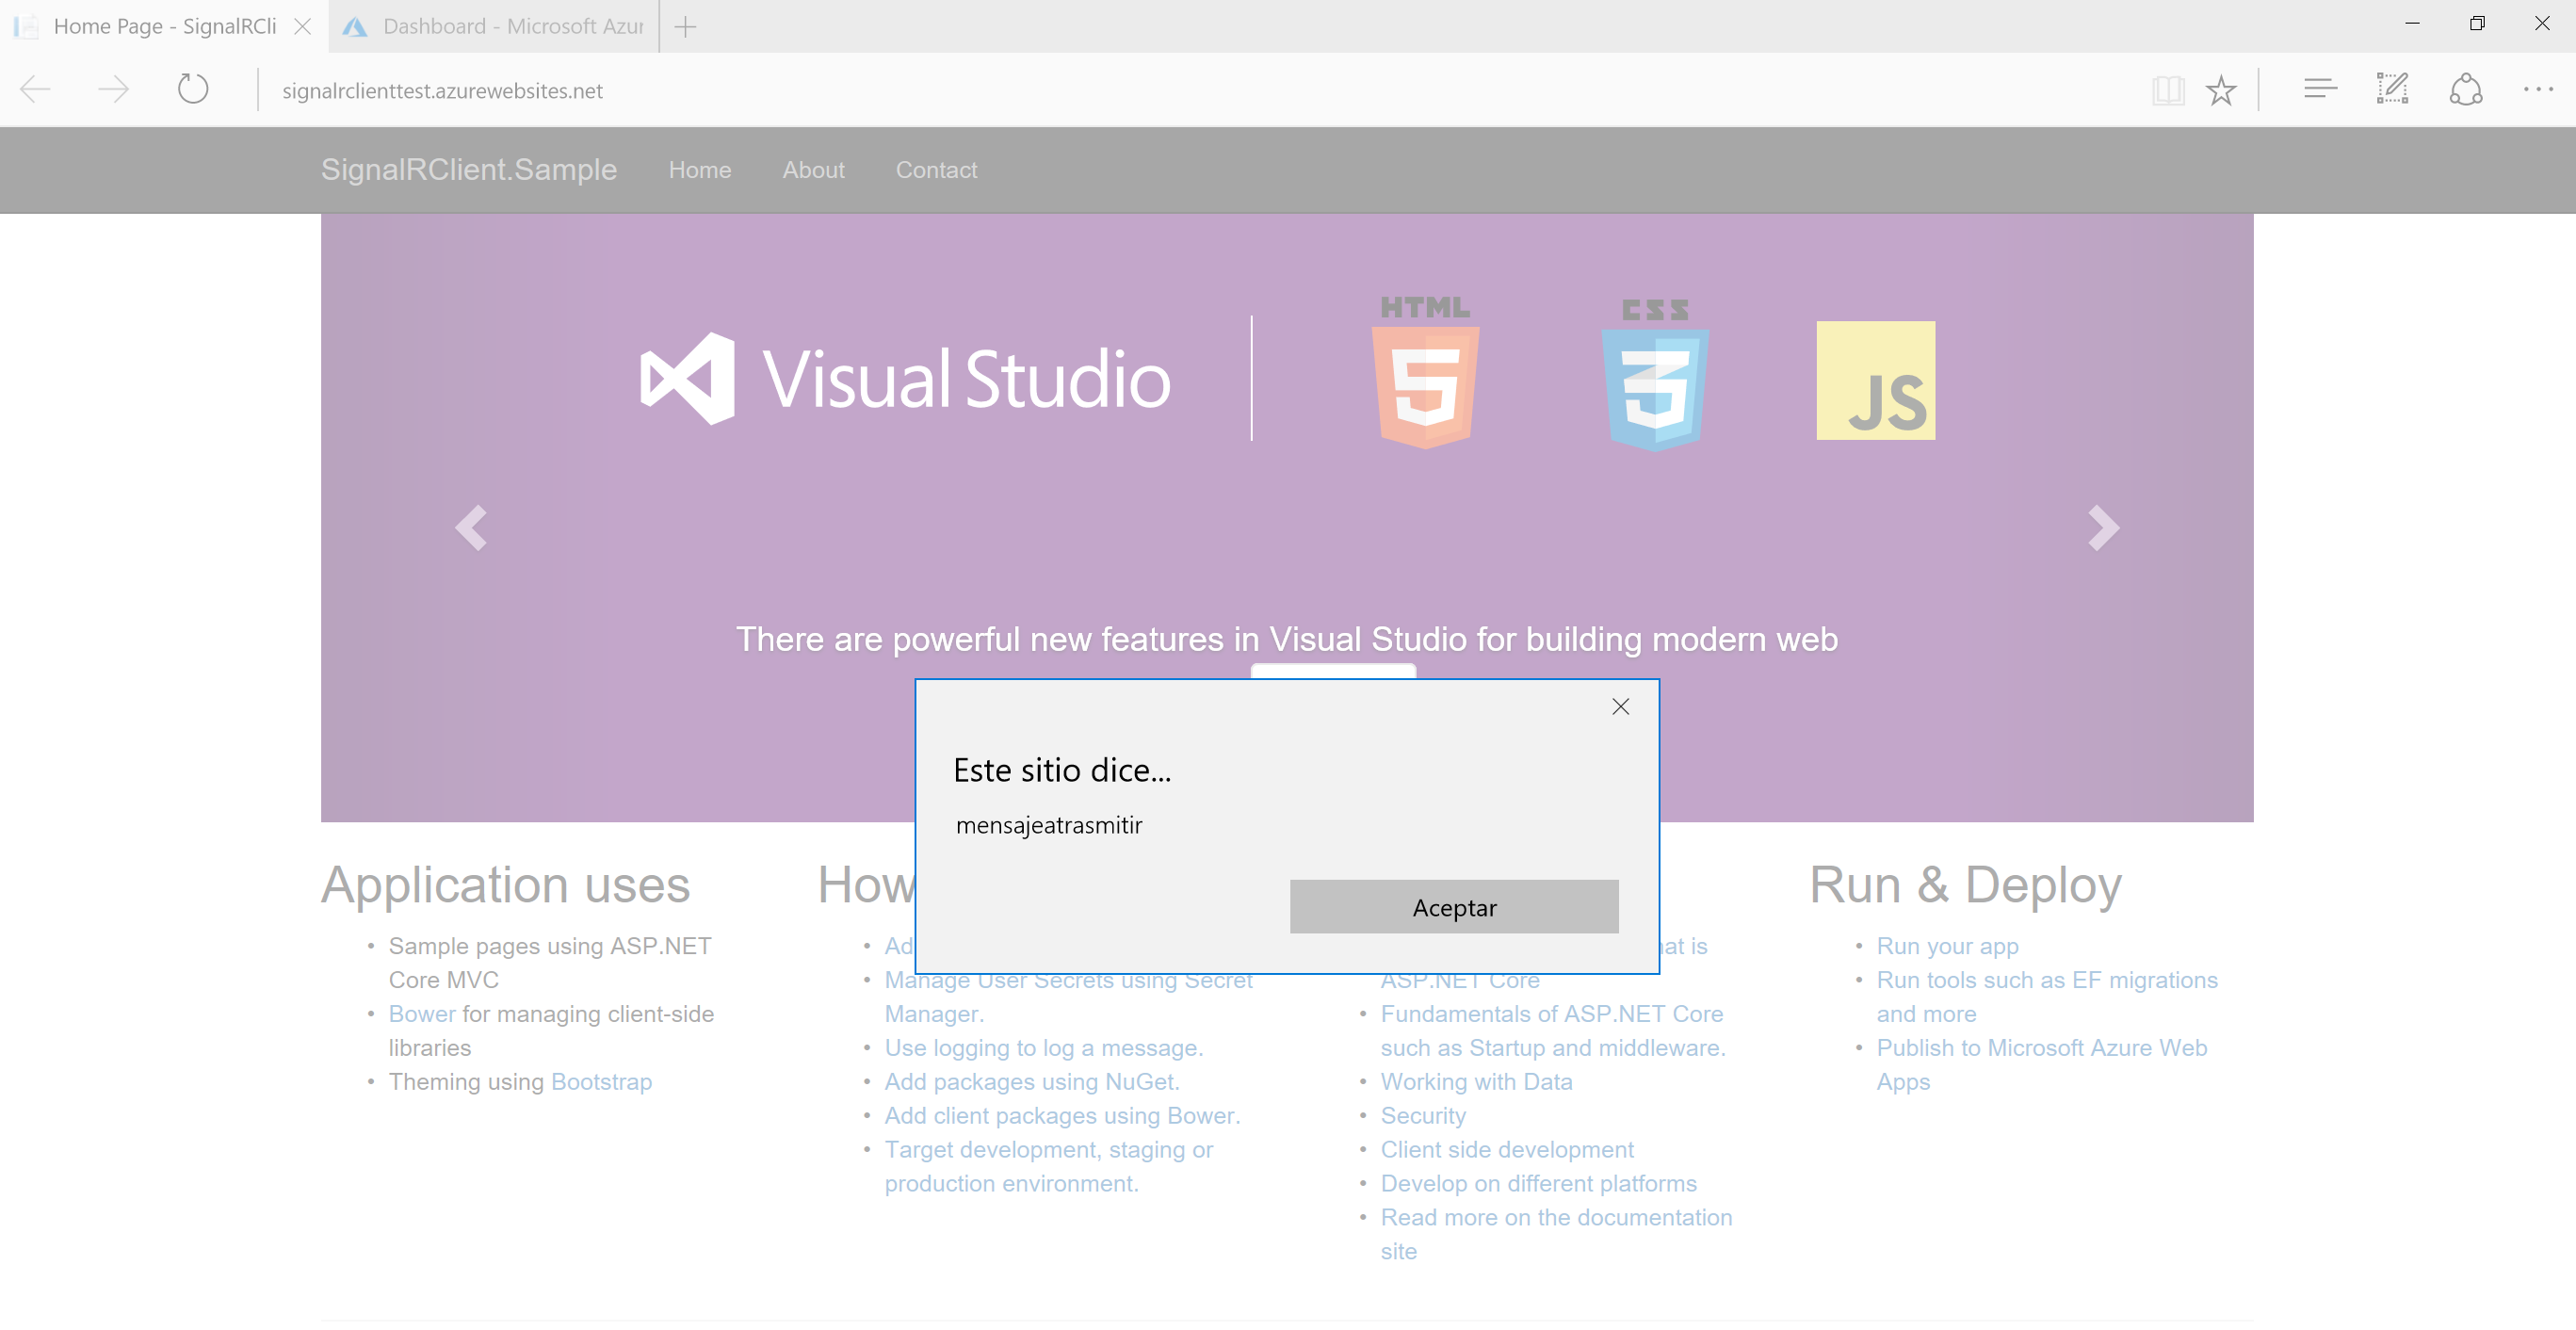 Home Page - SignalRCli
Dashboard - Microsoft Azur
signalrclienttest.azurewebsites.net
SignalRClient.Sample Home About Contact
Visual Studio
HTML
5
CSS
3
JS
There are powerful new features in Visual Studio for building modern web
Este sitio dice...
mensajeatrasmitir
Aceptar
Application uses
Sample pages using ASP.NET
Core MVC
Bower for managing client-side
libraries
Theming using Bootstrap
How
Ad
Manage User Secrets using Secret
Manager.
Use logging to log a message.
Add packages using NuGet.
Add client packages using Bower.
Target development, staging or
production environment.
at is
ASP.NET Core
Fundamentals of ASP.NET Core
such as Startup and middleware.
Working with Data
Security
Client side development
Develop on different platforms
Read more on the documentation
site
Run & Deploy
Run your app
Run tools such as EF migrations
and more
Publish to Microsoft Azure Web
Apps